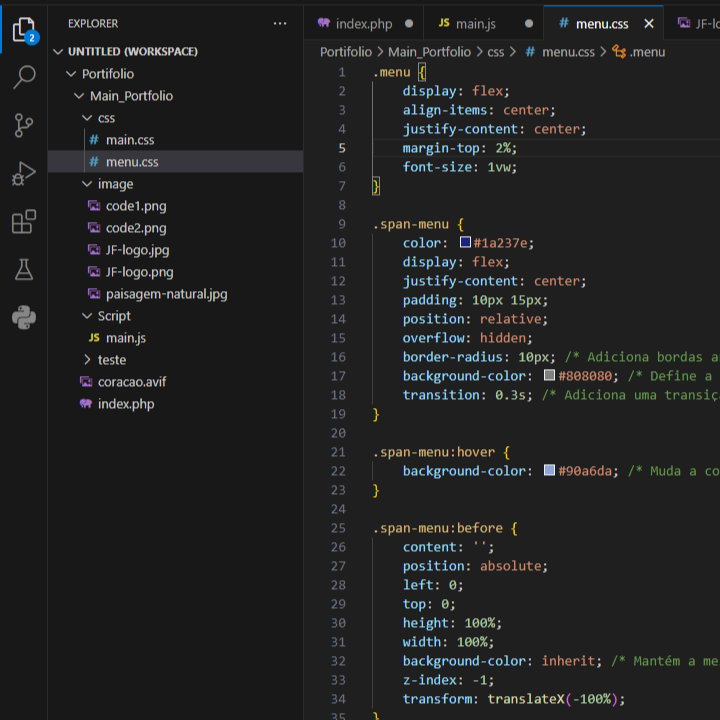 EXPLORER ...
UNTITLED (WORKSPACE)
Portifolio
Main_Portfolio
css
# main.css
# menu.css
image
code1.png
code2.png
JF-logo.jpg
JF-logo.png
paisagem-natural.jpg
Script
JS main.js
teste
coracao.avif
index.php
2
index.php
JS main.js
# menu.css
JF-lo
Portifolio > Main_Portfolio > css > # menu.css > .menu
1 .menu {
2 display: flex;
3 align-items: center;
4 justify-content: center;
5 margin-top: 2%;
6 font-size: 1vw;
7 }
8
9 .span-menu {
10 color: #1a237e;
11 display: flex;
12 justify-content: center;
13 padding: 10px 15px;
14 position: relative;
15 overflow: hidden;
16 border-radius: 10px; /* Adiciona bordas a
17 background-color: #808080; /* Define a
18 transition: 0.3s; /* Adiciona uma transiç
19 }
20
21 .span-menu:hover {
22 background-color: #90a6da; /* Muda a co
23 }
24
25 .span-menu:before {
26 content: '';
27 position: absolute;
28 left: 0;
29 top: 0;
30 height: 100%;
31 width: 100%;
32 background-color: inherit; /* Mantém a me
33 z-index: -1;
34 transform: translateX(-100%);
35 }